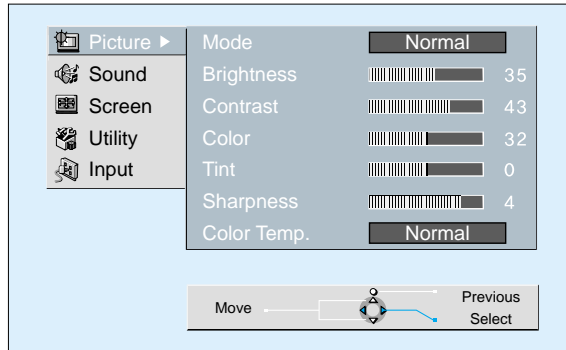 Picture
Sound
Screen
Utility
Input
Mode Normal
Brightness 35
Contrast 43
Color 32
Tint 0
Sharpness 4
Color Temp. Normal
Move
Previous
Select